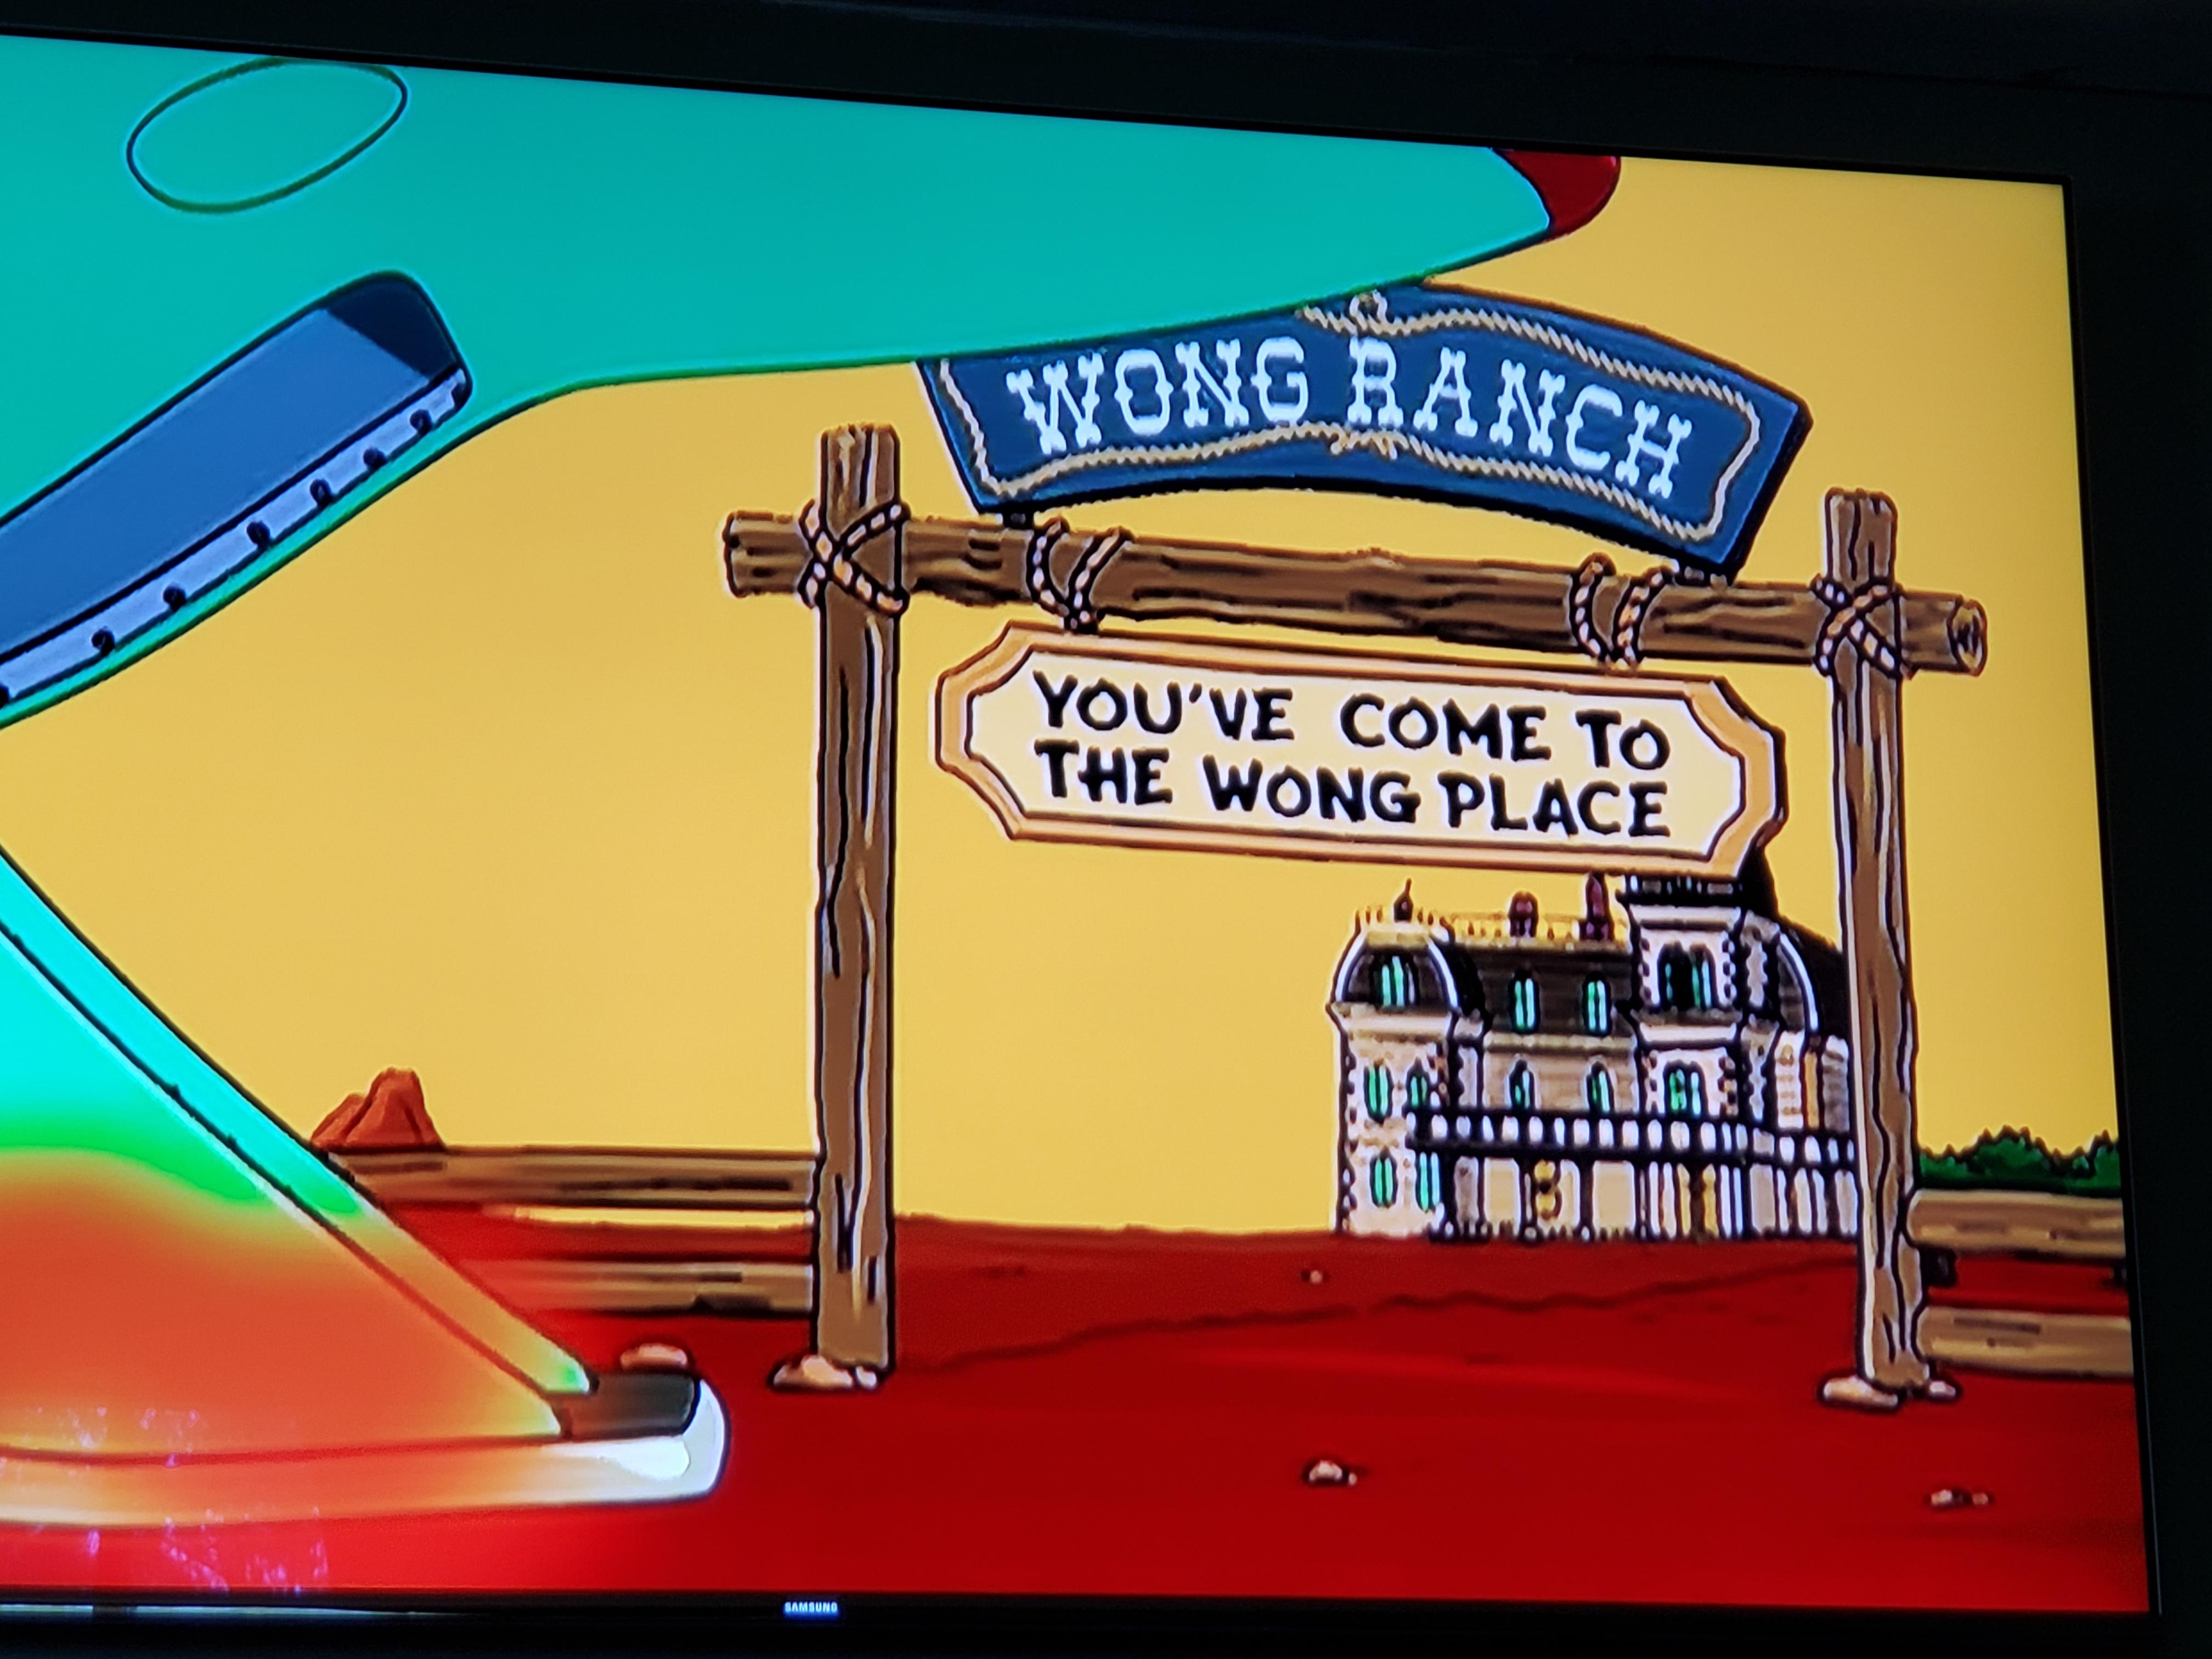 WONG RANCH
YOU'VE COME TO
THE WONG PLACE
SAMSUNG